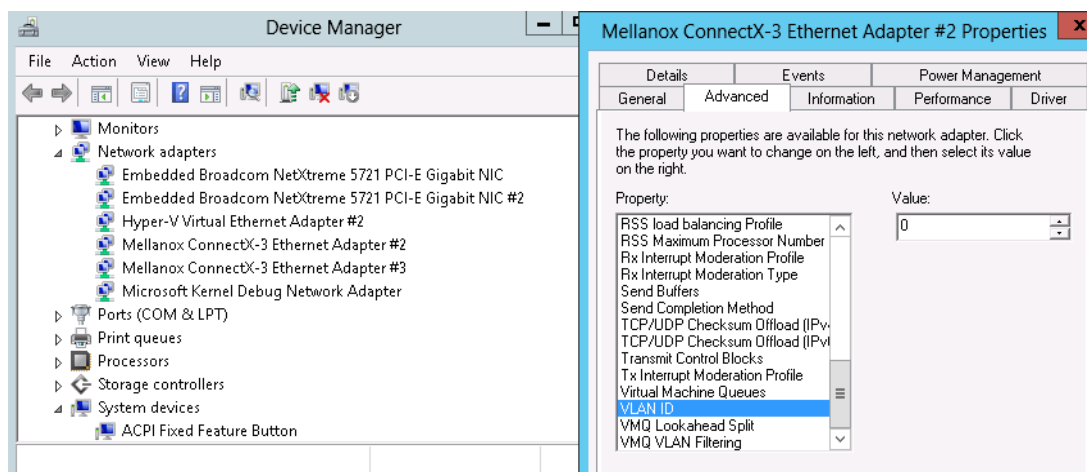 Device Manager
File Action View Help
Monitors
Network adapters
Embedded Broadcom NetXtreme 5721 PCI-E Gigabit NIC
Embedded Broadcom NetXtreme 5721 PCI-E Gigabit NIC #2
Hyper-V Virtual Ethernet Adapter #2
Mellanox ConnectX-3 Ethernet Adapter #2
Mellanox ConnectX-3 Ethernet Adapter #3
Microsoft Kernel Debug Network Adapter
Ports (COM & LPT)
Print queues
Processors
Storage controllers
System devices
ACPI Fixed Feature Button
Mellanox ConnectX-3 Ethernet Adapter #2 Properties
Details Events Power Management
General Advanced Information Performance Driver
The following properties are available for this network adapter. Click
the property you want to change on the left, and then select its value
on the right.
Property:
Value:
RSS load balancing Profile
RSS Maximum Processor Number
Rx Interrupt Moderation Profile
Rx Interrupt Moderation Type
Send Buffers
Send Completion Method
TCP/UDP Checksum Offload (IPv
TCP/UDP Checksum Offload (IPv
Transmit Control Blocks
Tx Interrupt Moderation Profile
Virtual Machine Queues
VLAN ID
VMQ Lookahead Split
VMQ VLAN Filtering
0